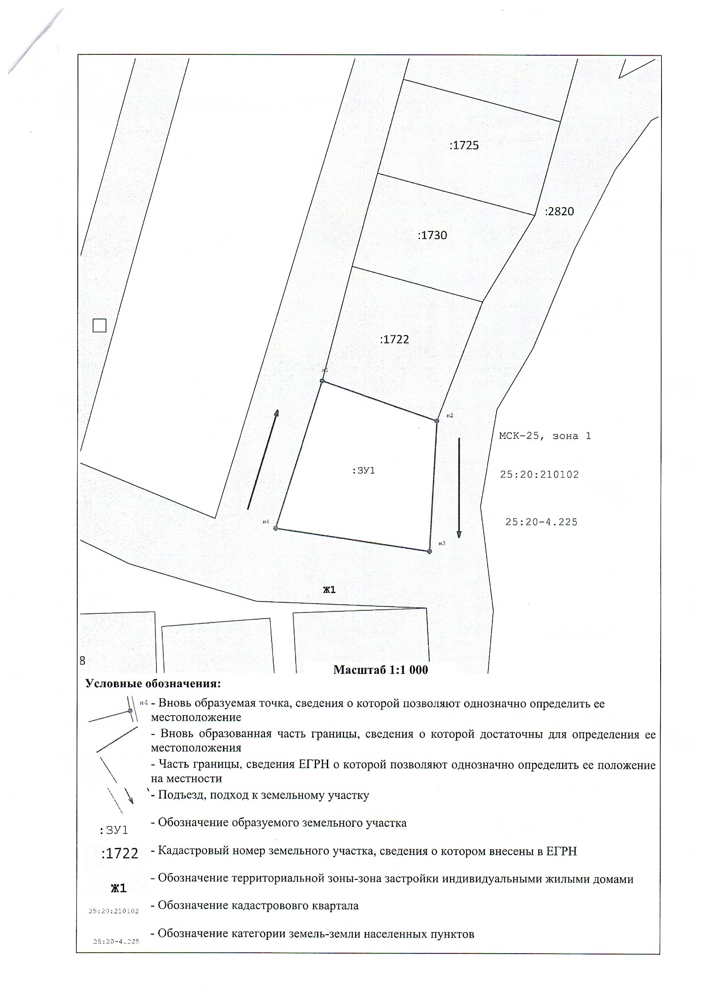 :1725
:2820
:1730
:1722
н1
н2
МСК-25, зона 1
:ЗУ1
25:20:210102
н4
25:20-4.225
н3
Ж1
8
Масштаб 1:1 000
Условные обозначения:
н4 - Вновь образуемая точка, сведения о которой позволяют однозначно определить ее
местоположение
- Вновь образованная часть границы, сведения о которой достаточны для определения ее
местоположения
- Часть границы, сведения ЕГРН о которой позволяют однозначно определить ее положение
на местности
- Подъезд, подход к земельному участку
:ЗУ1 - Обозначение образуемого земельного участка
:1722 - Кадастровый номер земельного участка, сведения о котором внесены в ЕГРН
Ж1 - Обозначение территориальной зоны-зона застройки индивидуальными жилыми домами
25:20:210102 - Обозначение кадастрововго квартала
25:20-4.225 - Обозначение категории земель-земли населенных пунктов